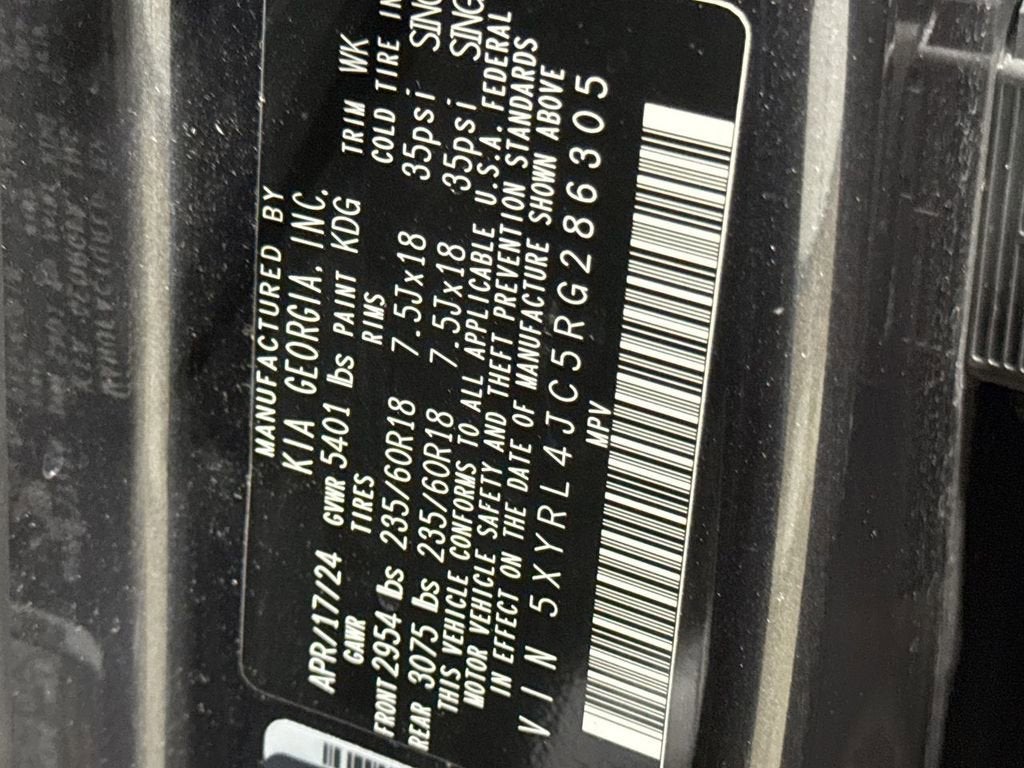 MANUFACTURED BY
KIA GEORGIA, INC.
APR/17/24 GVWR 5401 lbs PAINT KDG TRIM WK
GAWR TIRES RIMS COLD TIRE
FRONT 2954 lbs 235/60R18 7.5Jx18 35psi
REAR 3075 lbs 235/60R18 7.5Jx18 35psi
THIS VEHICLE CONFORMS TO ALL APPLICABLE U.S.A. FEDERAL
MOTOR VEHICLE SAFETY AND THEFT PREVENTION STANDARDS
IN EFFECT ON THE DATE OF MANUFACTURE SHOWN ABOVE
VIN 5XYRL4JC5RG286305
MPV